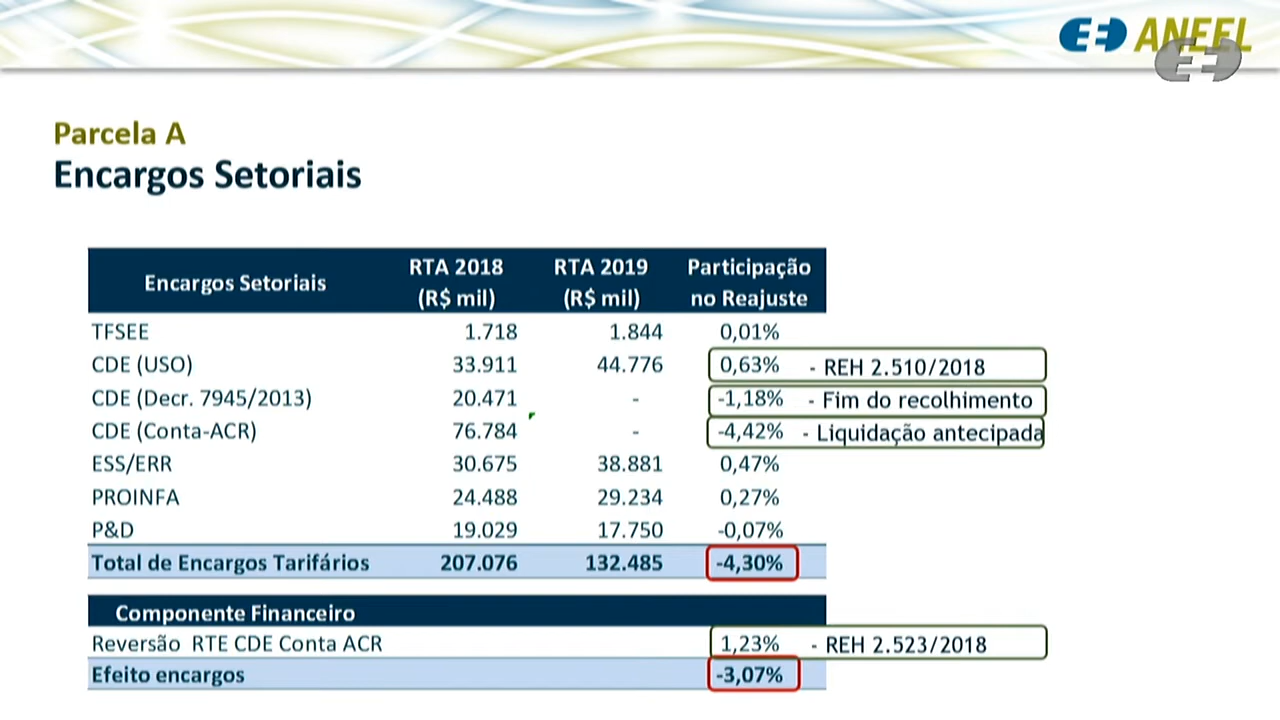 ANEEL
Parcela A
Encargos Setoriais
Encargos Setoriais RTA 2018 (R$ mil) RTA 2019 (R$ mil) Participação no Reajuste
TFSEE 1.718 1.844 0,01%
CDE (USO) 33.911 44.776 0,63% - REH 2.510/2018
CDE (Decr. 7945/2013) 20.471 - -1,18% - Fim do recolhimento
CDE (Conta-ACR) 76.784 - -4,42% - Liquidação antecipada
ESS/ERR 30.675 38.881 0,47%
PROINFA 24.488 29.234 0,27%
P&D 19.029 17.750 -0,07%
Total de Encargos Tarifários 207.076 132.485 -4,30%
Componente Financeiro
Reversão RTE CDE Conta ACR 1,23% - REH 2.523/2018
Efeito encargos -3,07%